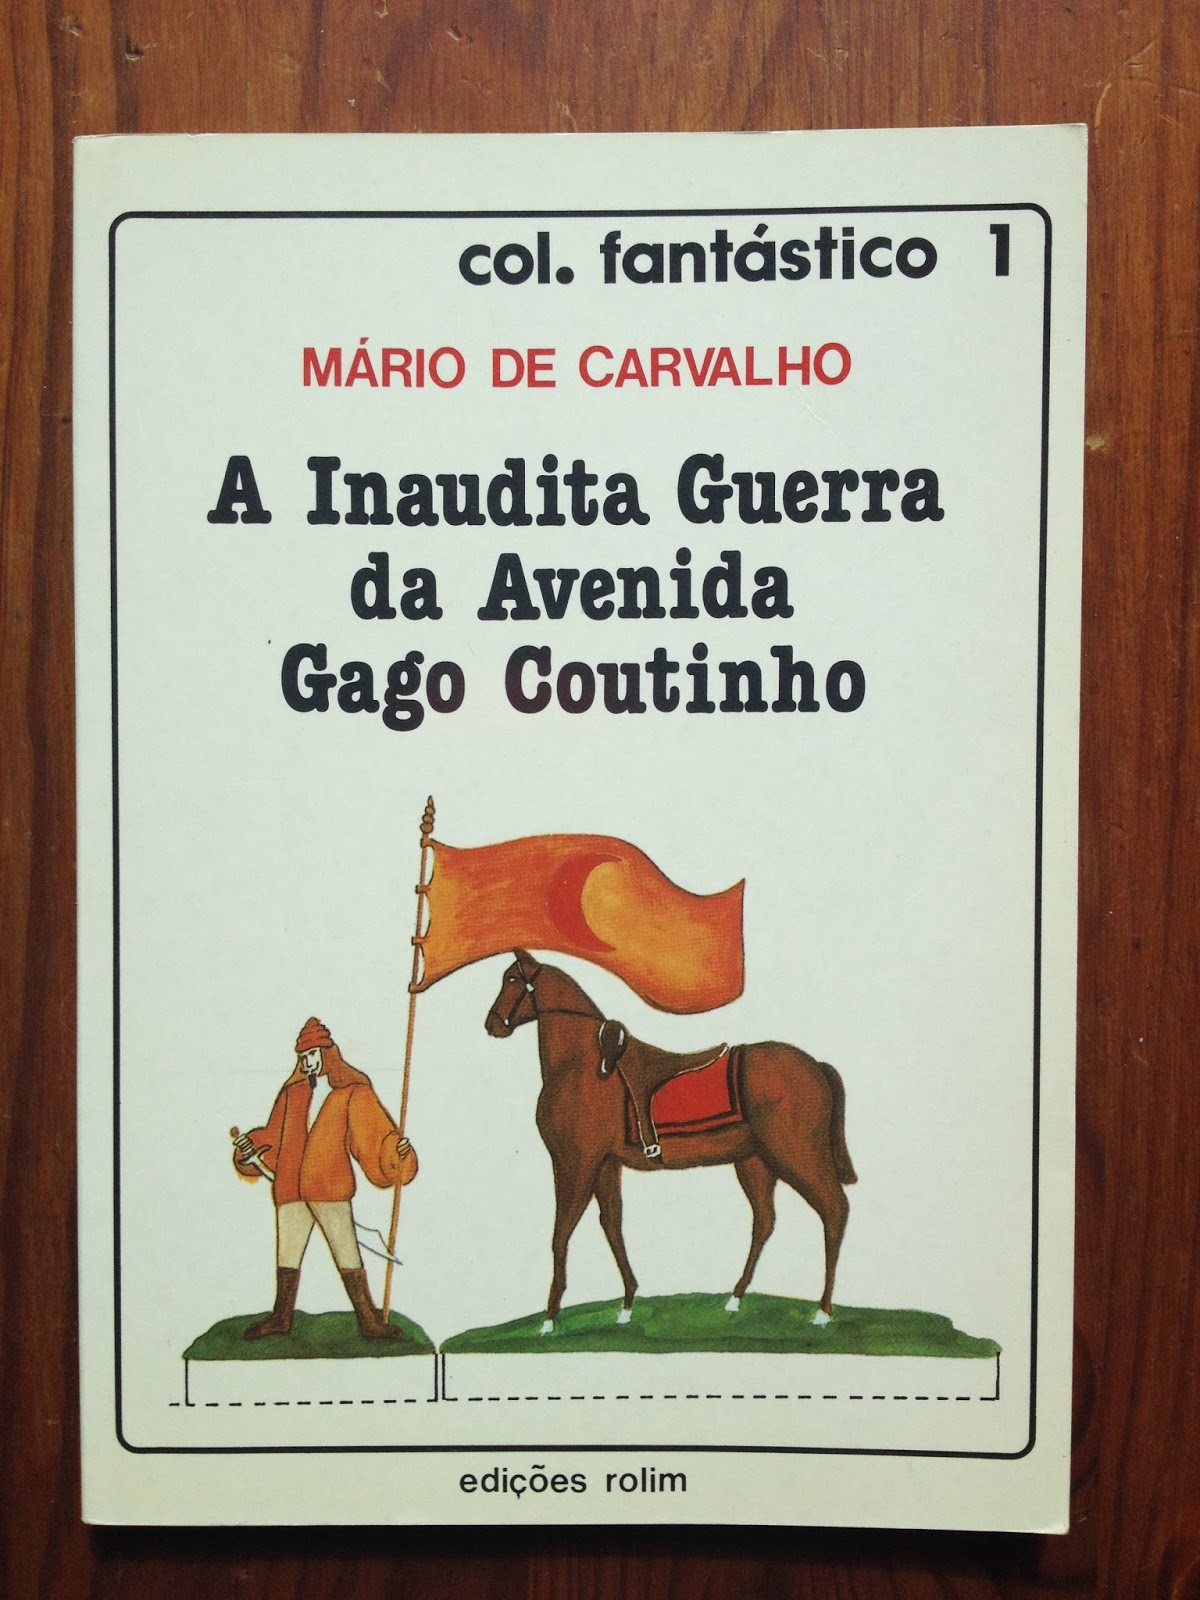 col. fantástico 1
MÁRIO DE CARVALHO
A Inaudita Guerra
da Avenida
Gago Coutinho
edições rolim